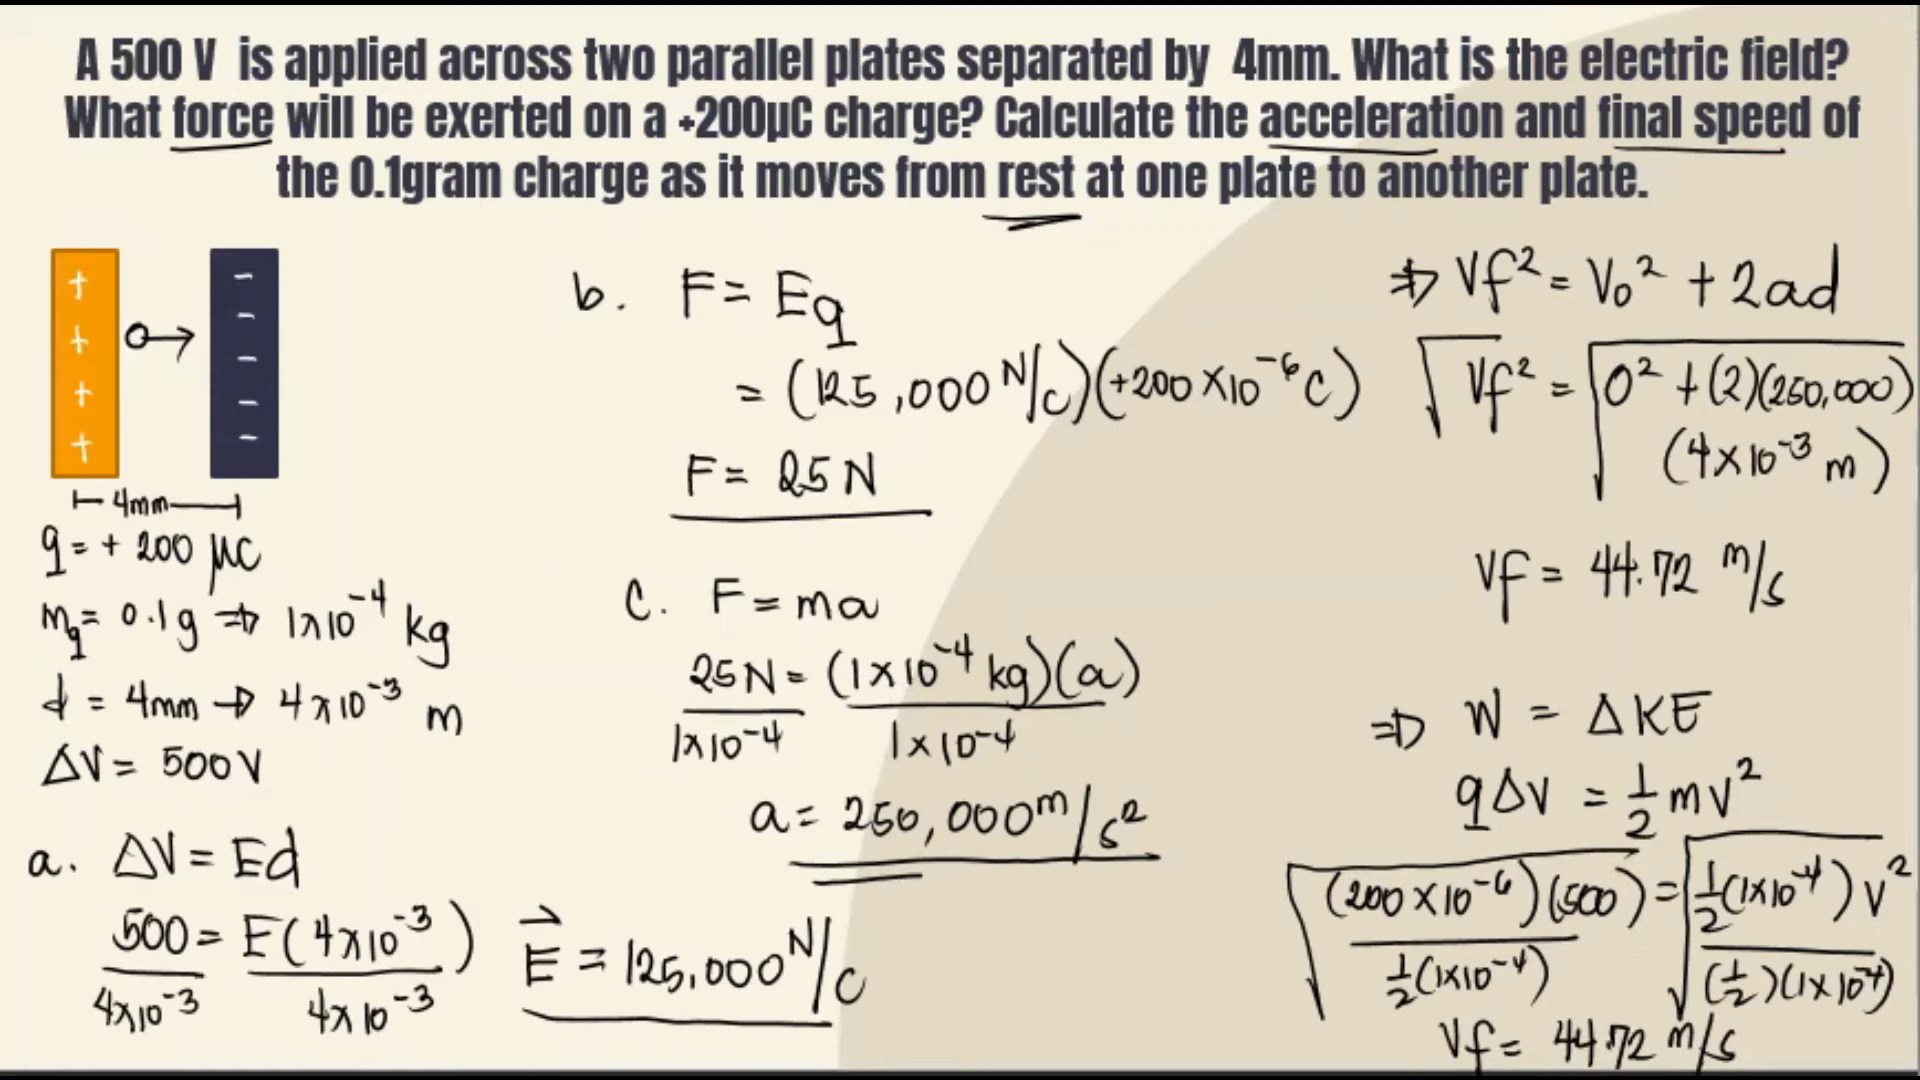 A 500 V is applied across two parallel plates separated by 4mm. What is the electric field?
What force will be exerted on a +200μC charge? Calculate the acceleration and final speed of
the 0.1gram charge as it moves from rest at one plate to another plate.
+ −
+ −
+ −
+ −
−
4mm
q = + 200 μC
mq = 0.1g ⇒ 1x10⁻⁴ kg
d = 4mm → 4x10⁻³ m
ΔV = 500V
a. ΔV = Ed
500 = E(4x10⁻³)
4x10⁻³ 4x10⁻³
E = 125,000 N/C
b. F = Eq
= (125,000 N/C)(+200 x10⁻⁶ C)
F = 25 N
c. F = ma
25N = (1x10⁻⁴ kg)(a)
1x10⁻⁴ 1x10⁻⁴
a = 250,000 m/s²
⇒ Vf² = V₀² + 2ad
√Vf² = √0² + (2)(250,000)
(4x10⁻³ m)
Vf = 44.72 m/s
⇒ W = ΔKE
qΔV = 1/2 mv²
√(200x10⁻⁶)(500) = √1/2(1x10⁻⁴) v²
1/2(1x10⁻⁴) (1/2)(1x10⁻⁴)
Vf = 44.72 m/s